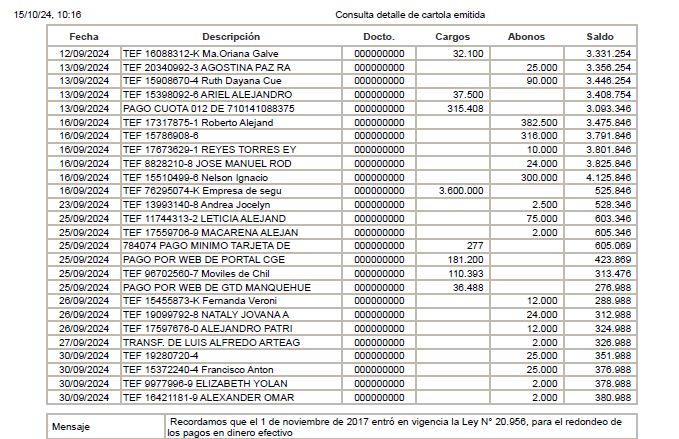 15/10/24, 10:16 Consulta detalle de cartola emitida
Fecha Descripción Docto. Cargos Abonos Saldo
12/09/2024 TEF 16088312-K Ma.Oriana Galve 000000000 32.100 3.331.254
13/09/2024 TEF 20340992-3 AGOSTINA PAZ RA 000000000 25.000 3.356.254
13/09/2024 TEF 15908670-4 Ruth Dayana Cue 000000000 90.000 3.446.254
13/09/2024 TEF 15398092-6 ARIEL ALEJANDRO 000000000 37.500 3.408.754
13/09/2024 PAGO CUOTA 012 DE 710141088375 000000000 315.408 3.093.346
16/09/2024 TEF 17317875-1 Roberto Alejand 000000000 382.500 3.475.846
16/09/2024 TEF 15786908-6 000000000 316.000 3.791.846
16/09/2024 TEF 17673629-1 REYES TORRES EY 000000000 10.000 3.801.846
16/09/2024 TEF 8828210-8 JOSE MANUEL ROD 000000000 24.000 3.825.846
16/09/2024 TEF 15510499-6 Nelson Ignacio 000000000 300.000 4.125.846
16/09/2024 TEF 76295074-K Empresa de segu 000000000 3.600.000 525.846
23/09/2024 TEF 13993140-8 Andrea Jocelyn 000000000 2.500 528.346
25/09/2024 TEF 11744313-2 LETICIA ALEJAND 000000000 75.000 603.346
25/09/2024 TEF 17559706-9 MACARENA ALEJAN 000000000 2.000 605.346
25/09/2024 784074 PAGO MINIMO TARJETA DE 000000000 277 605.069
25/09/2024 PAGO POR WEB DE PORTAL CGE 000000000 181.200 423.869
25/09/2024 TEF 96702560-7 Moviles de Chil 000000000 110.393 313.476
25/09/2024 PAGO POR WEB DE GTD MANQUEHUE 000000000 36.488 276.988
26/09/2024 TEF 15455873-K Fernanda Veroni 000000000 12.000 288.988
26/09/2024 TEF 19099792-8 NATALY JOVANA A 000000000 24.000 312.988
26/09/2024 TEF 17597676-0 ALEJANDRO PATRI 000000000 12.000 324.988
27/09/2024 TRANSF. DE LUIS ALFREDO ARTEAG 000000000 2.000 326.988
30/09/2024 TEF 19280720-4 000000000 25.000 351.988
30/09/2024 TEF 15372240-4 Francisco Anton 000000000 25.000 376.988
30/09/2024 TEF 9977996-9 ELIZABETH YOLAN 000000000 2.000 378.988
30/09/2024 TEF 16421181-9 ALEXANDER OMAR 000000000 2.000 380.988
Mensaje Recordamos que el 1 de noviembre de 2017 entró en vigencia la Ley N° 20.956, para el redondeo de
los pagos en dinero efectivo